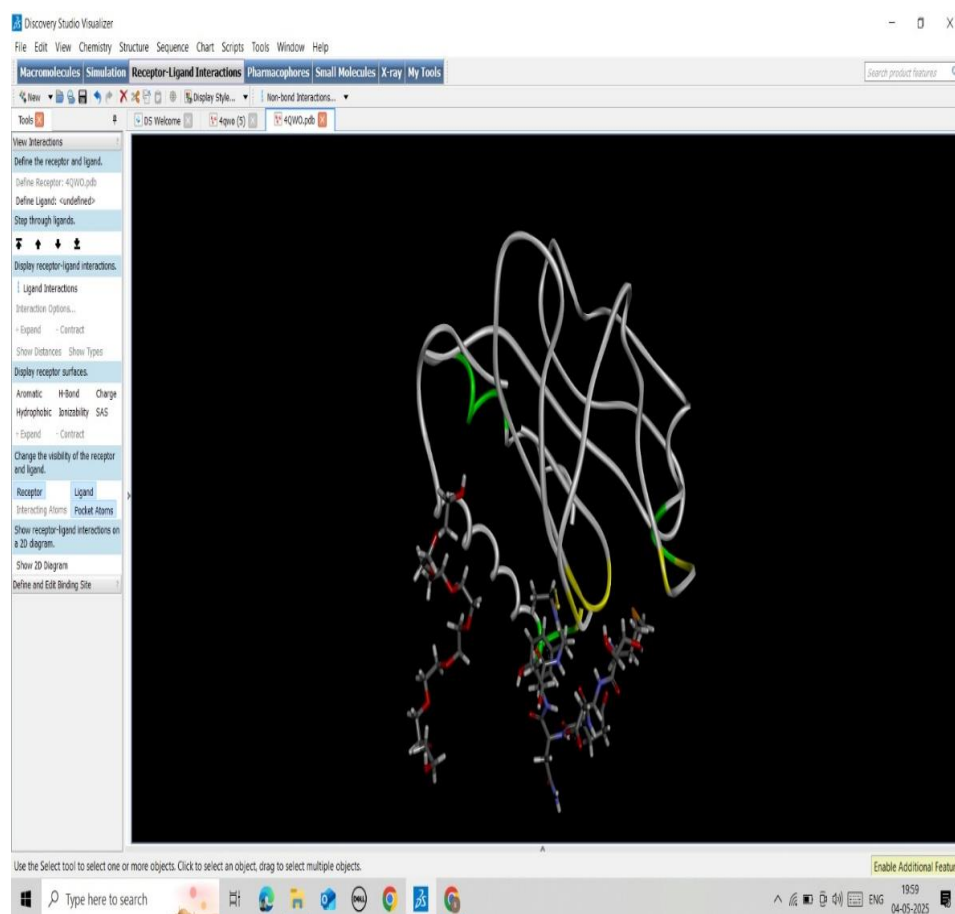 Discovery Studio Visualizer
File Edit View Chemistry Structure Sequence Chart Scripts Tools Window Help
Macromolecules Simulation Receptor-Ligand Interactions Pharmacophores Small Molecules X-ray My Tools
Search product features
New Display Style... Non-bond Interactions...
Tools DS Welcome 4qwo (5) 4QWO.pdb
View Interactions
Define the receptor and ligand.
Define Receptor: 4QWO.pdb
Define Ligand: <undefined>
Step through ligands.
Display receptor-ligand interactions.
Ligand Interactions
Interaction Options...
+ Expand - Contract
Show Distances Show Types
Display receptor surfaces.
Aromatic H-Bond Charge
Hydrophobic Ionizability SAS
+ Expand - Contract
Change the visibility of the receptor
and ligand.
Receptor Ligand
Interacting Atoms Pocket Atoms
Show receptor-ligand interactions on
a 2D diagram.
Show 2D Diagram
Define and Edit Binding Site
Use the Select tool to select one or more objects. Click to select an object, drag to select multiple objects.
Enable Additional Featur
Type here to search
DELL
ENG
19:59
04-05-2025